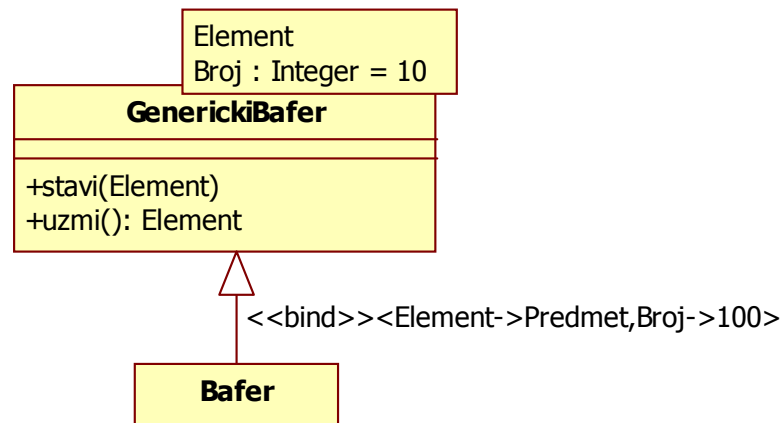 Element
Broj : Integer = 10
GenerickiBafer
+stavi(Element)
+uzmi(): Element
<<bind>><Element->Predmet,Broj->100>
Bafer